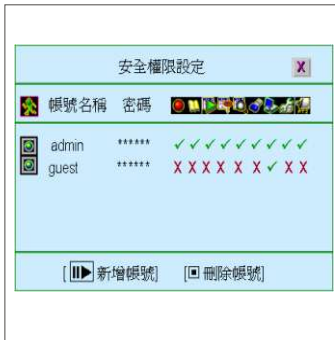 安全權限設定 X
帳號名稱 密碼
admin ****** ✓ ✓ ✓ ✓ ✓ ✓ ✓ ✓ ✓
guest ****** X X X X X X ✓ X X
[ 新增帳號] [ 刪除帳號]